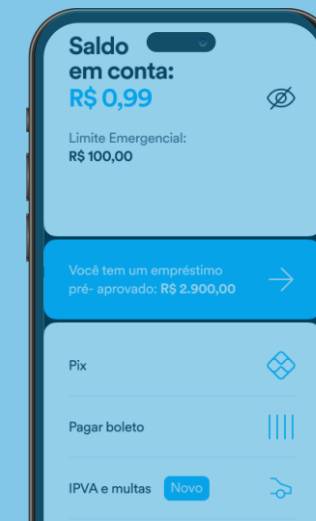 Saldo
em conta:
R$ 0,99
Limite Emergencial:
R$ 100,00
Você tem um empréstimo
pré- aprovado: R$ 2.900,00
Pix
Pagar boleto
IPVA e multas Novo